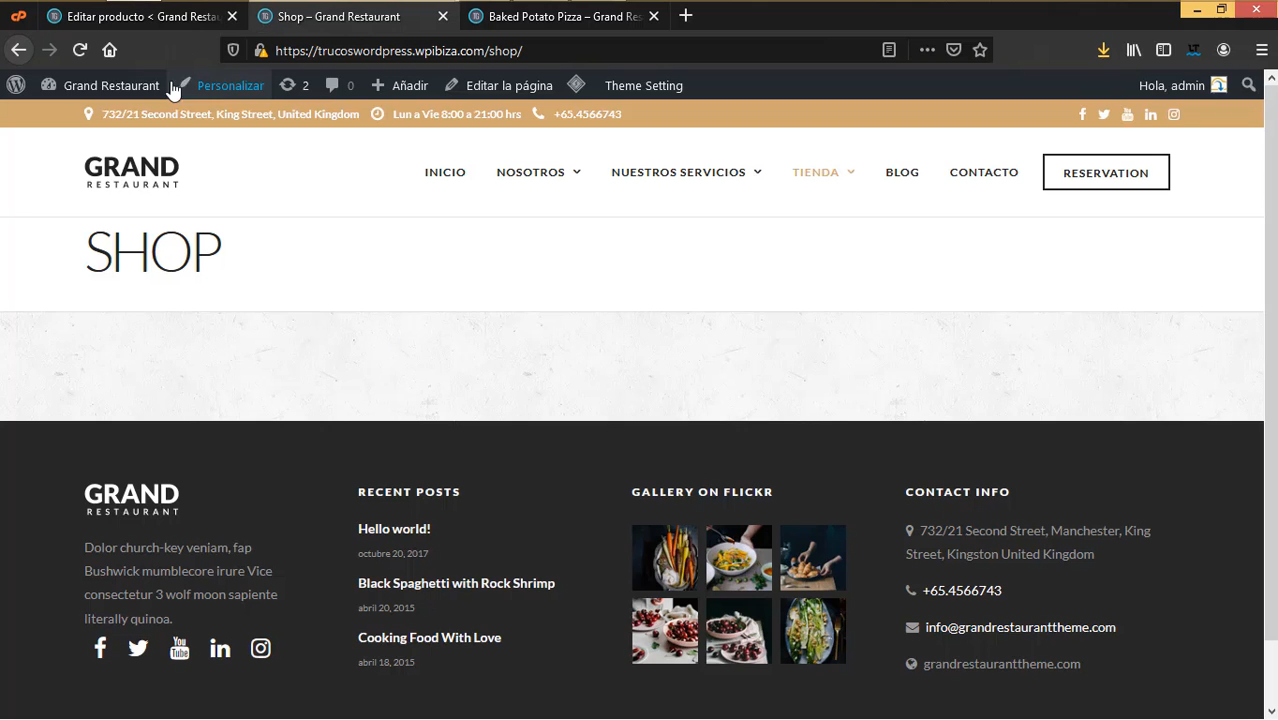 Editar producto < Grand Restau
Shop – Grand Restaurant
Baked Potato Pizza – Grand Res
https://trucoswordpress.wpibiza.com/shop/
Grand Restaurant
Personalizar
2
0
Añadir
Editar la página
Theme Setting
Hola, admin
732/21 Second Street, King Street, United Kingdom
Lun a Vie 8:00 a 21:00 hrs
+65.4566743
GRAND
RESTAURANT
INICIO
NOSOTROS
NUESTROS SERVICIOS
TIENDA
BLOG
CONTACTO
RESERVATION
SHOP
GRAND
RESTAURANT
Dolor church-key veniam, fap
Bushwick mumblecore irure Vice
consectetur 3 wolf moon sapiente
literally quinoa.
RECENT POSTS
Hello world!
octubre 20, 2017
Black Spaghetti with Rock Shrimp
abril 20, 2015
Cooking Food With Love
abril 18, 2015
GALLERY ON FLICKR
CONTACT INFO
732/21 Second Street, Manchester, King
Street, Kingston United Kingdom
+65.4566743
info@grandrestauranttheme.com
grandrestauranttheme.com